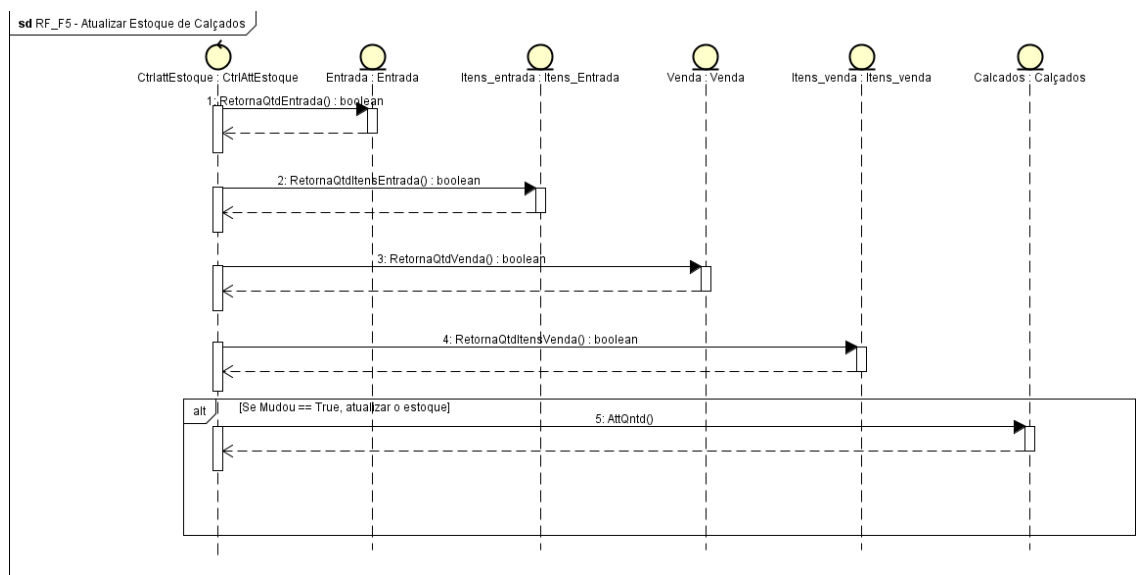 sd RF_F5 - Atualizar Estoque de Calçados
CtrlattEstoque : CtrlAttEstoque
Entrada : Entrada
Itens_entrada : Itens_Entrada
Venda : Venda
Itens_venda : Itens_venda
Calcados : Calçados
1: RetornaQtdEntrada() : boolean
2: RetornaQtdItensEntrada() : boolean
3: RetornaQtdVenda() : boolean
4: RetornaQtdItensVenda() : boolean
alt
[Se Mudou == True, atualizar o estoque]
5: AttQntd()